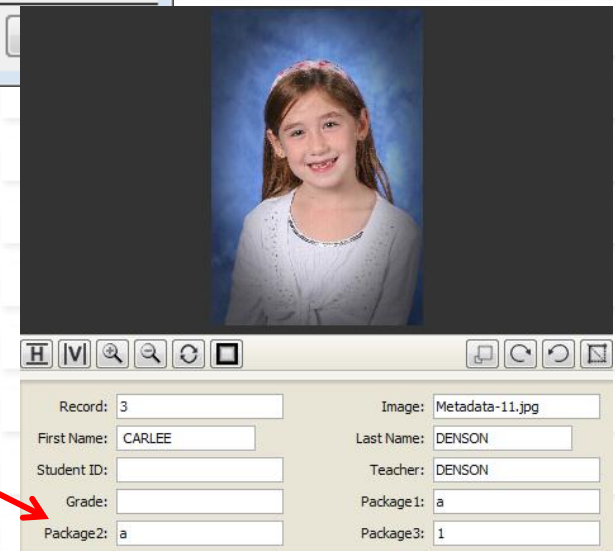 H V
Record: 3 Image: Metadata-11.jpg
First Name: CARLEE Last Name: DENSON
Student ID: Teacher: DENSON
Grade: Package1: a
Package2: a Package3: 1